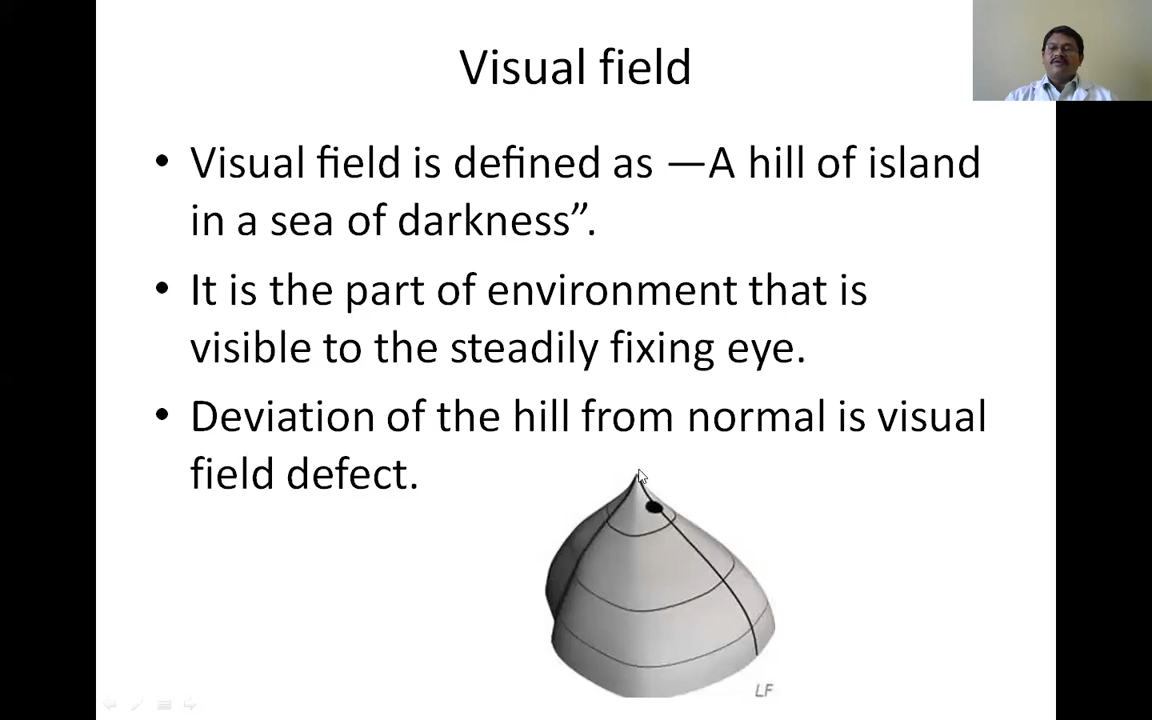 Visual field
• Visual field is defined as —A hill of island
in a sea of darkness”.
• It is the part of environment that is
visible to the steadily fixing eye.
• Deviation of the hill from normal is visual
field defect.
LF